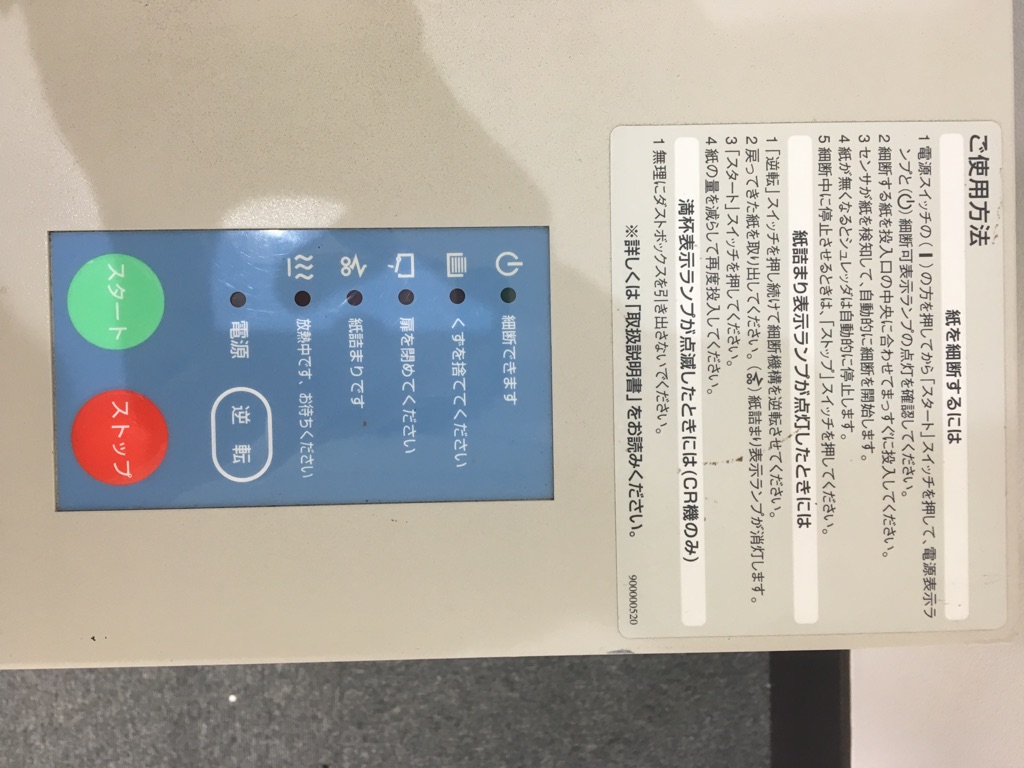 ご使用方法
紙を細断するには
1 電源スイッチの(I)の方を押してから「スタート」スイッチを押して、電源表示ラ
ンプと(⏻)細断可表示ランプの点灯を確認してください。
2 細断する紙を投入口の中央に合わせてまっすぐに投入してください。
3 センサが紙を検知して、自動的に細断を開始します。
4 紙が無くなるとシュレッダは自動的に停止します。
5 細断中に停止させるときは、「ストップ」スイッチを押してください。
紙詰まり表示ランプが点灯したときには
1 「逆転」スイッチを押し続けて細断機構を逆転させてください。
2 戻ってきた紙を取り出してください。()紙詰まり表示ランプが消灯します。
3 「スタート」スイッチを押してください。
4 紙の量を減らして再度投入してください。
満杯表示ランプが点滅したときには(CR機のみ)
1 無理にダストボックスを引き出さないでください。
※詳しくは「取扱説明書」をお読みください。
900000520
細断できます
くずを捨ててください
扉を閉めてください
紙詰まりです
放熱中です、お待ちください
電源
逆 転
スタート
ストップ